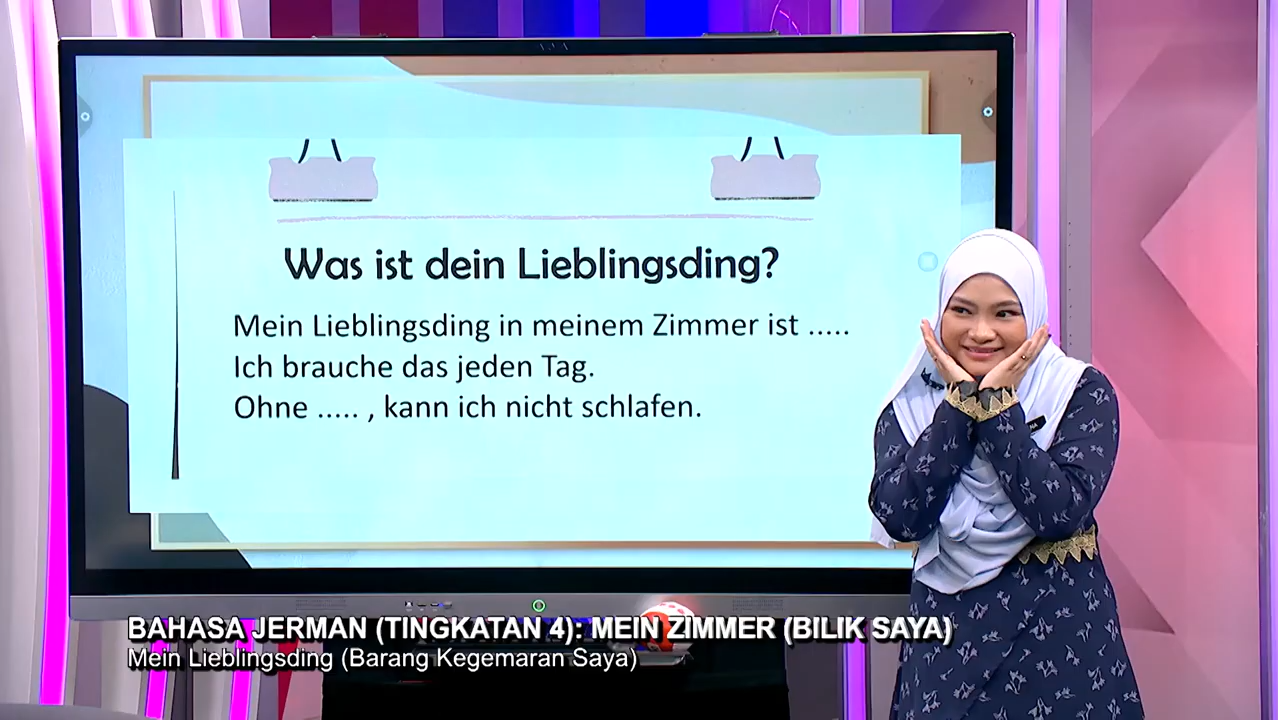 Was ist dein Lieblingsding?
Mein Lieblingsding in meinem Zimmer ist .....
Ich brauche das jeden Tag.
Ohne ..... , kann ich nicht schlafen.
BAHASA JERMAN (TINGKATAN 4): MEIN ZIMMER (BILIK SAYA)
Mein Lieblingsding (Barang Kegemaran Saya)